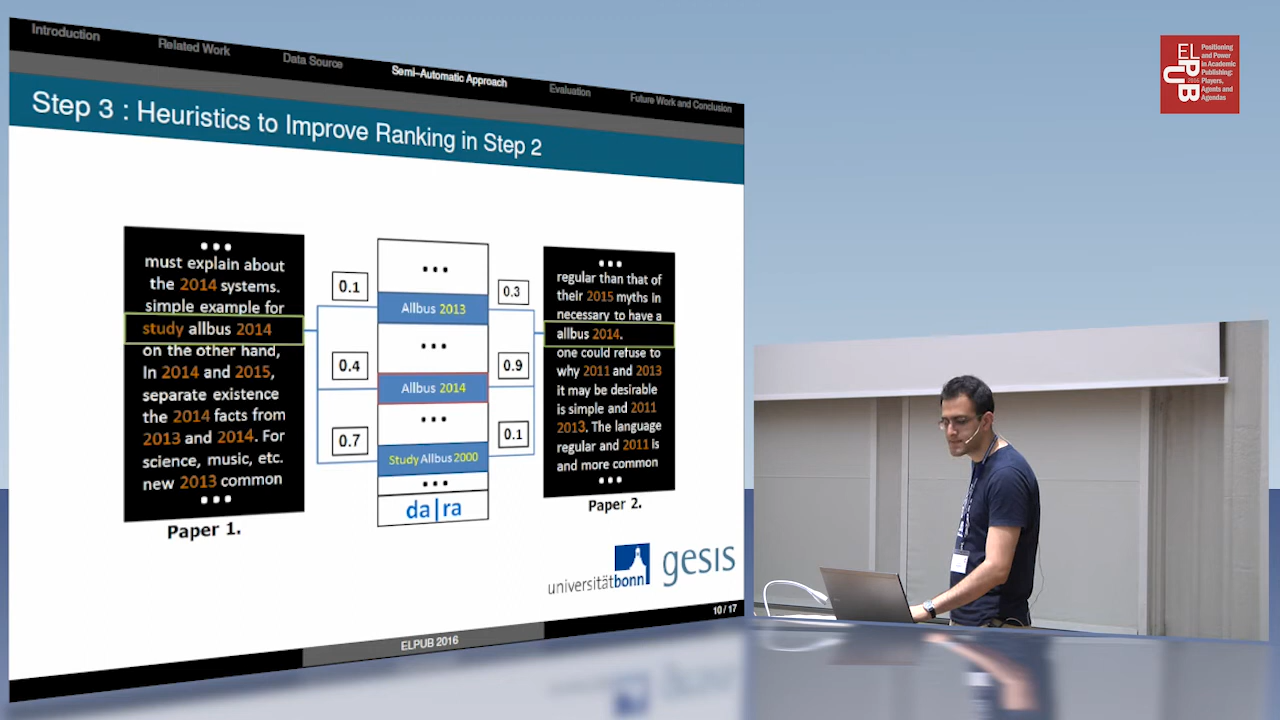 Introduction
Related Work
Data Source
Semi–Automatic Approach
Evaluation
Future Work and Conclusion
Step 3 : Heuristics to Improve Ranking in Step 2
must explain about
the 2014 systems.
simple example for
study allbus 2014
on the other hand,
In 2014 and 2015,
separate existence
the 2014 facts from
2013 and 2014. For
science, music, etc.
new 2013 common
Paper 1.
0.1
0.4
0.7
Allbus 2013
Allbus 2014
Study Allbus 2000
da|ra
0.3
0.9
0.1
regular than that of
their 2015 myths in
necessary to have a
allbus 2014.
one could refuse to
why 2011 and 2013
it may be desirable
is simple and 2011
2013. The language
regular and 2011 is
and more common
Paper 2.
universitätbonn
gesis
10 / 17
ELPUB 2016
ELPUB
2016
Positioning
and Power
in Academic
Publishing:
Players,
Agents and
Agendas